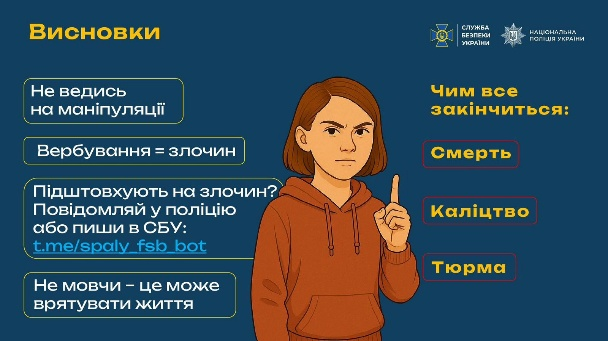 Висновки
СЛУЖБА
БЕЗПЕКИ
УКРАЇНИ
НАЦІОНАЛЬНА
ПОЛІЦІЯ УКРАЇНИ
Не ведись
на маніпуляції
Вербування = злочин
Підштовхують на злочин?
Повідомляй у поліцію
або пиши в СБУ:
t.me/spaly_fsb_bot
Не мовчи – це може
врятувати життя
Чим все
закінчиться:
Смерть
Каліцтво
Тюрма